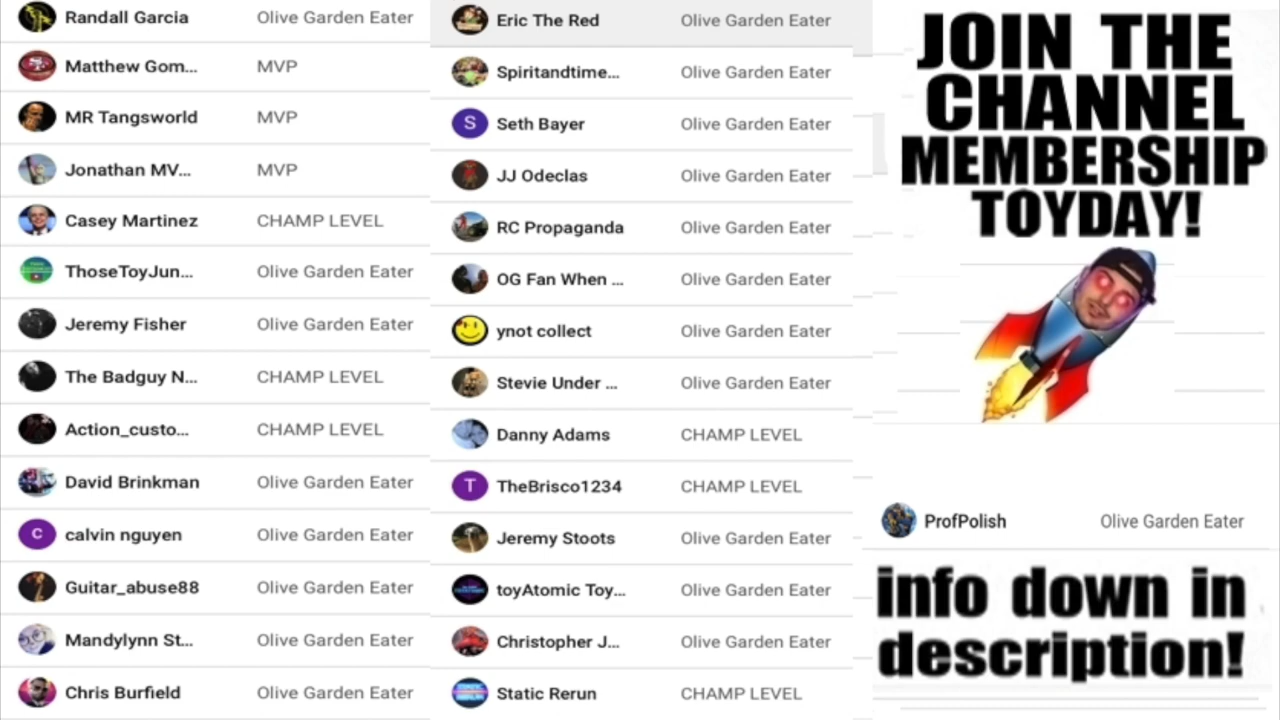 Randall Garcia Olive Garden Eater
Matthew Gom... MVP
MR Tangsworld MVP
Jonathan MV... MVP
Casey Martinez CHAMP LEVEL
ThoseToyJun... Olive Garden Eater
Jeremy Fisher Olive Garden Eater
The Badguy N... CHAMP LEVEL
Action_custo... CHAMP LEVEL
David Brinkman Olive Garden Eater
C calvin nguyen Olive Garden Eater
Guitar_abuse88 Olive Garden Eater
Mandylynn St... Olive Garden Eater
Chris Burfield Olive Garden Eater
Eric The Red Olive Garden Eater
Spiritandtime... Olive Garden Eater
S Seth Bayer Olive Garden Eater
JJ Odeclas Olive Garden Eater
RC Propaganda Olive Garden Eater
OG Fan When ... Olive Garden Eater
ynot collect Olive Garden Eater
Stevie Under ... Olive Garden Eater
Danny Adams CHAMP LEVEL
T TheBrisco1234 CHAMP LEVEL
Jeremy Stoots Olive Garden Eater
toyAtomic Toy... Olive Garden Eater
Christopher J... Olive Garden Eater
Static Rerun CHAMP LEVEL
JOIN THE
CHANNEL
MEMBERSHIP
TOYDAY!
ProfPolish Olive Garden Eater
info down in
description!